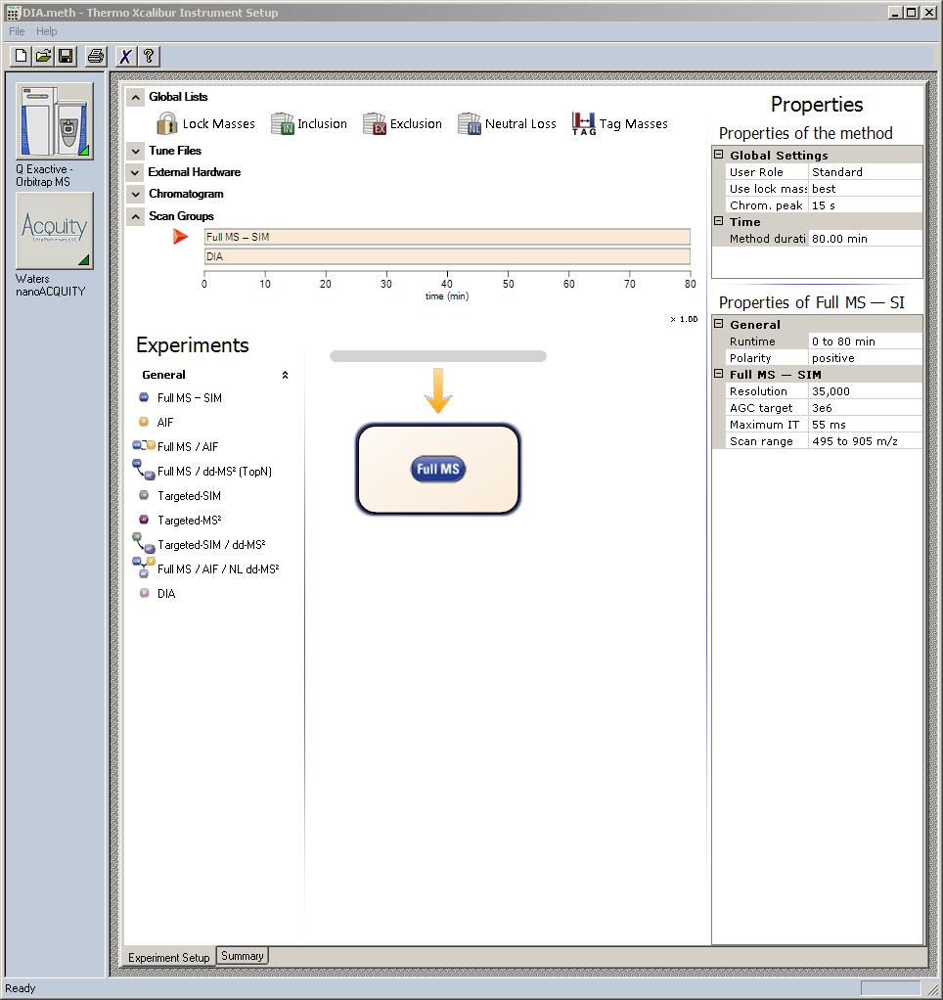 DIA.meth - Thermo Xcalibur Instrument Setup
File Help
Q Exactive -
Orbitrap MS
Acquity
Waters
nanoACQUITY
Global Lists
Lock Masses Inclusion Exclusion Neutral Loss Tag Masses
IN EX NL TAG
Tune Files
External Hardware
Chromatogram
Scan Groups
Full MS – SIM
DIA
0 10 20 30 40 50 60 70 80
time (min)
× 1.00
Experiments
General
Full MS – SIM
AIF
Full MS / AIF
Full MS / dd-MS² (TopN)
Targeted-SIM
Targeted-MS²
Targeted-SIM / dd-MS²
Full MS / AIF / NL dd-MS²
DIA
Full MS
Properties
Properties of the method
Global Settings
User Role Standard
Use lock mass best
Chrom. peak 15 s
Time
Method durati 80.00 min
Properties of Full MS — SI
General
Runtime 0 to 80 min
Polarity positive
Full MS — SIM
Resolution 35,000
AGC target 3e6
Maximum IT 55 ms
Scan range 495 to 905 m/z
Experiment Setup Summary
Ready